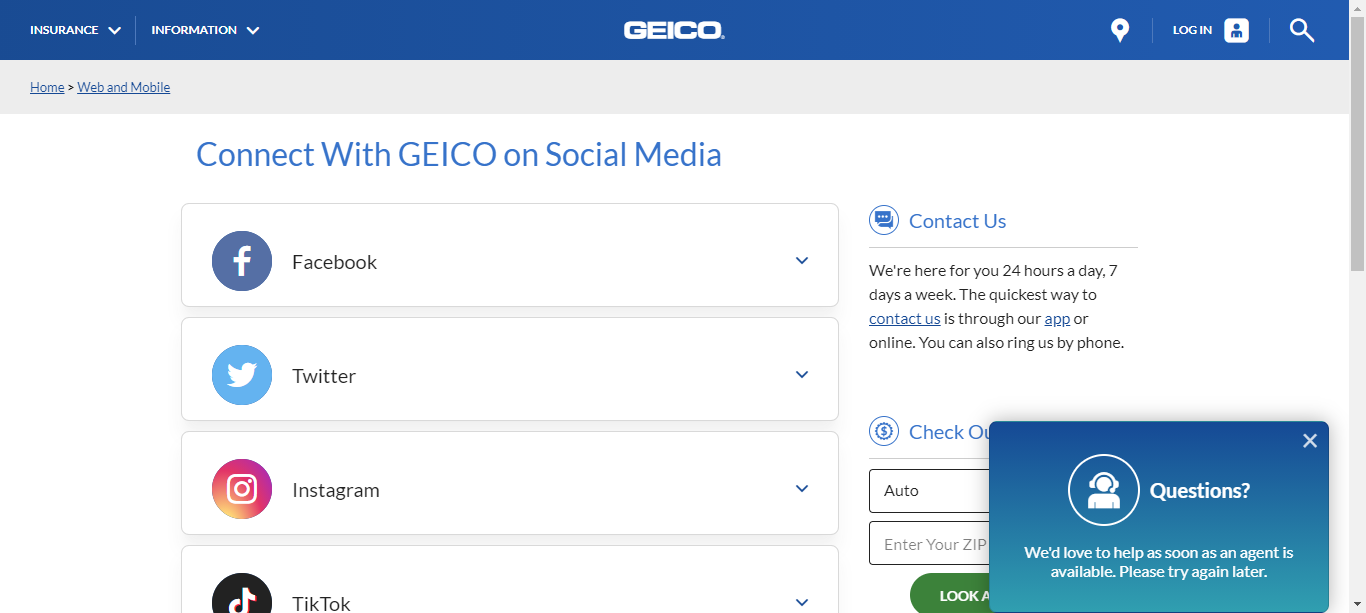 INSURANCE INFORMATION GEICO. LOG IN
Home > Web and Mobile
Connect With GEICO on Social Media
Facebook
Twitter
Instagram
TikTok
Contact Us
We're here for you 24 hours a day, 7
days a week. The quickest way to
contact us is through our app or
online. You can also ring us by phone.
Check
Auto
Enter Your ZIP
LOOK
Questions?
We'd love to help as soon as an agent is
available. Please try again later.